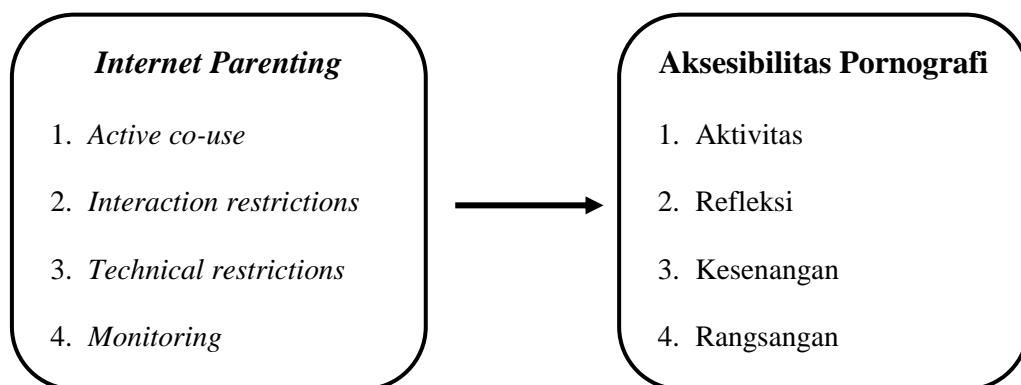 Internet Parenting
1. Active co-use
2. Interaction restrictions
3. Technical restrictions
4. Monitoring
Aksesibilitas Pornografi
1. Aktivitas
2. Refleksi
3. Kesenangan
4. Rangsangan